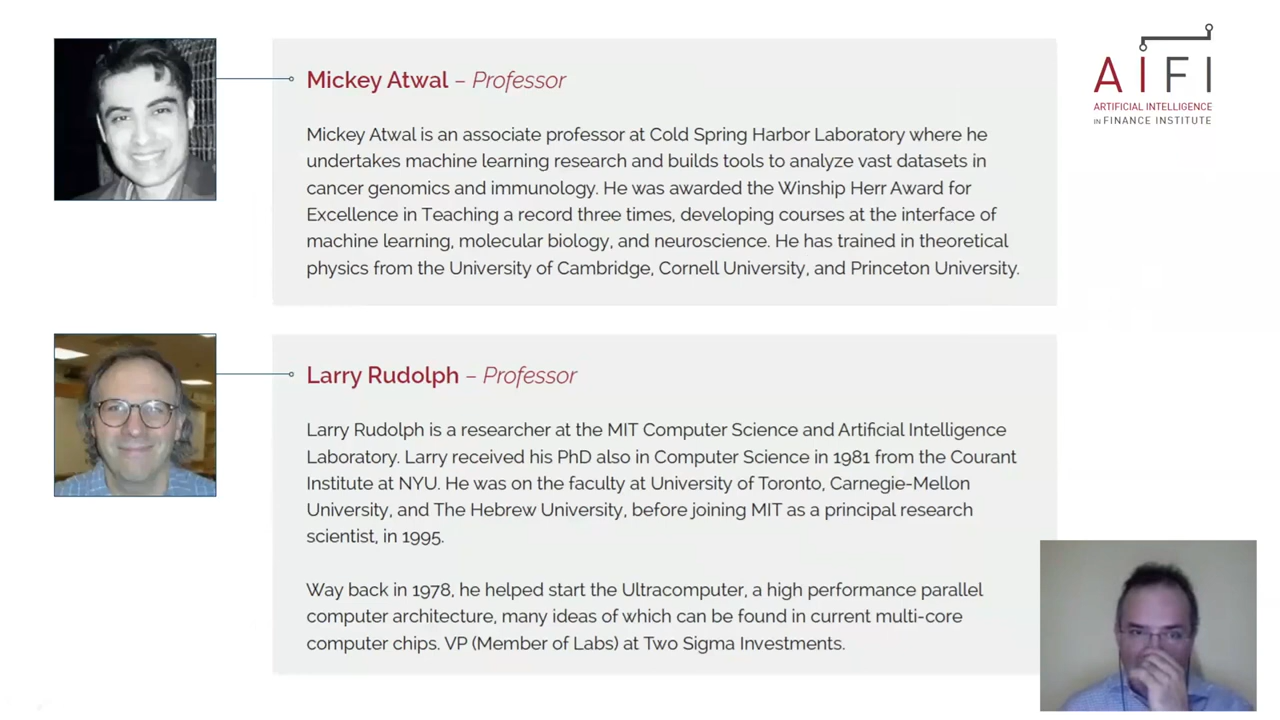 Mickey Atwal – Professor
Mickey Atwal is an associate professor at Cold Spring Harbor Laboratory where he
undertakes machine learning research and builds tools to analyze vast datasets in
cancer genomics and immunology. He was awarded the Winship Herr Award for
Excellence in Teaching a record three times, developing courses at the interface of
machine learning, molecular biology, and neuroscience. He has trained in theoretical
physics from the University of Cambridge, Cornell University, and Princeton University.
AIFI
ARTIFICIAL INTELLIGENCE
IN FINANCE INSTITUTE
Larry Rudolph – Professor
Larry Rudolph is a researcher at the MIT Computer Science and Artificial Intelligence
Laboratory. Larry received his PhD also in Computer Science in 1981 from the Courant
Institute at NYU. He was on the faculty at University of Toronto, Carnegie-Mellon
University, and The Hebrew University, before joining MIT as a principal research
scientist, in 1995.
Way back in 1978, he helped start the Ultracomputer, a high performance parallel
computer architecture, many ideas of which can be found in current multi-core
computer chips. VP (Member of Labs) at Two Sigma Investments.